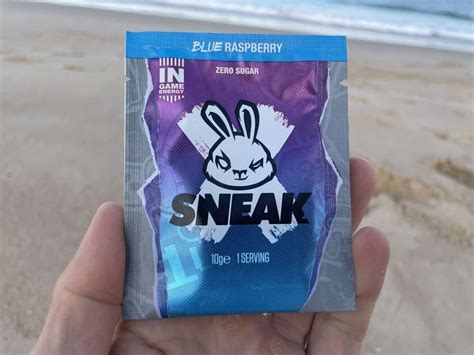 BLUE RASPBERRY
ZERO SUGAR
IN
GAME
ENERGY
SNEAK
10g℮ 1 SERVING